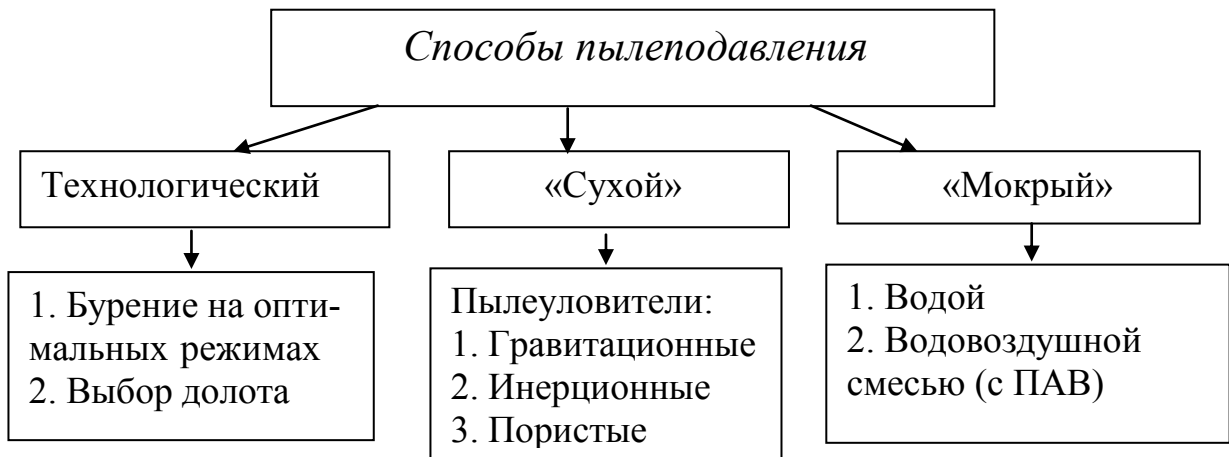 Способы пылеподавления
Технологический
«Сухой»
«Мокрый»
1. Бурение на опти-
мальных режимах
2. Выбор долота
Пылеуловители:
1. Гравитационные
2. Инерционные
3. Пористые
1. Водой
2. Водовоздушной
смесью (с ПАВ)